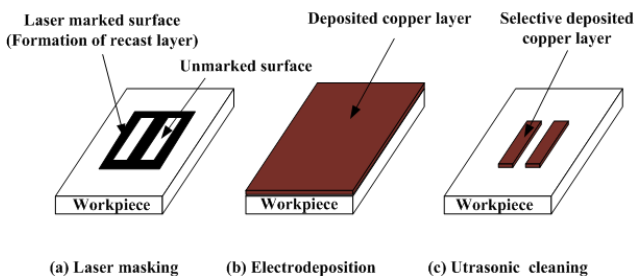 Laser marked surface
(Formation of recast layer)
Unmarked surface
Workpiece
(a) Laser masking
Deposited copper layer
Workpiece
(b) Electrodeposition
Selective deposited
copper layer
Workpiece
(c) Utrasonic cleaning